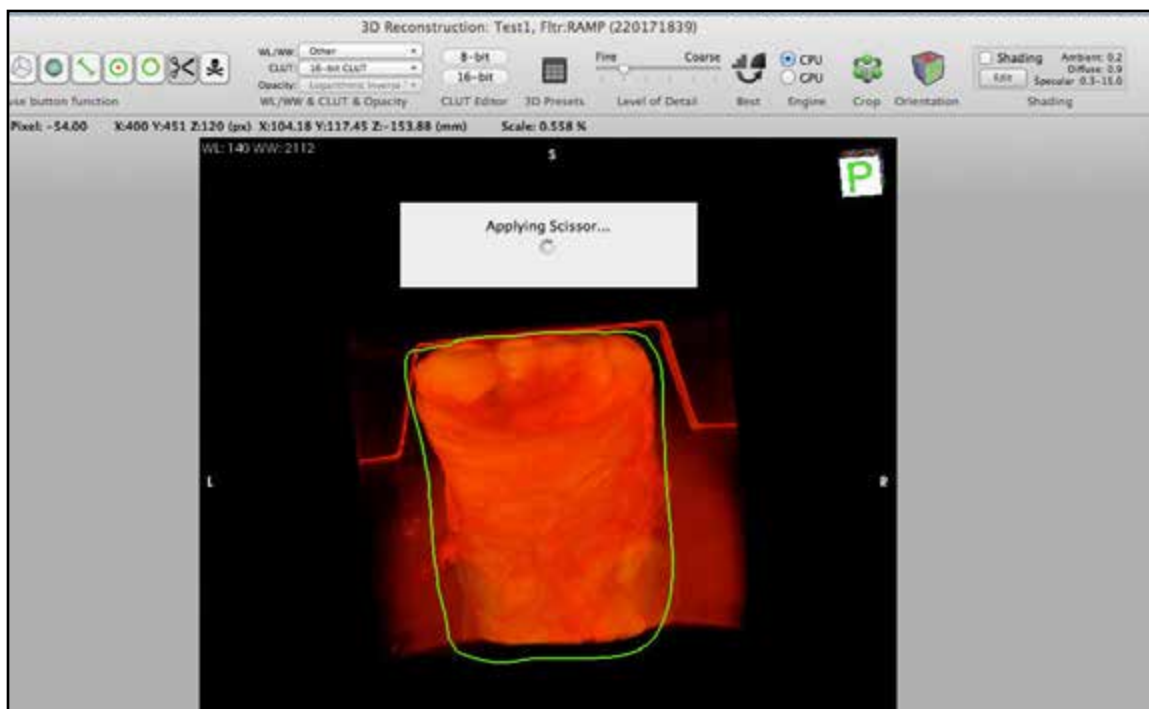 3D Reconstruction: Test1, Fltr:RAMP (220171839)
WL/WW: Other
CLUT: 16-bit CLUT
Opacity: Logarithmic Inverse
8-bit
16-bit
Fine Coarse
CPU
GPU
Shading
Edit
Ambient: 0.2
Diffuse: 0.9
Specular 0.3-15.0
use button function
WL/WW & CLUT & Opacity
CLUT Editor
3D Presets
Level of Detail
Best
Engine
Crop
Orientation
Shading
Pixel: -54.00 X:400 Y:451 Z:120 (px) X:104.18 Y:117.45 Z:-153.88 (mm) Scale: 0.558 %
WL: 140 WW: 2112
S
P
Applying Scissor...
L
R